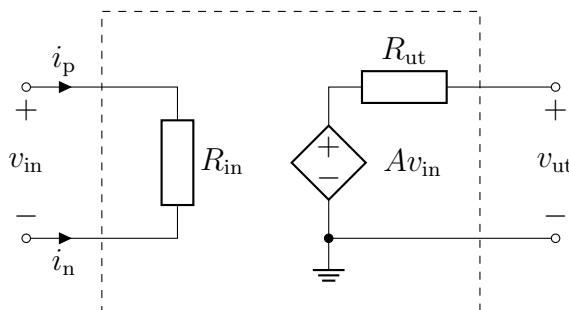 i_p
R_ut
+
+
+
v_in
R_in
−
Av_in
v_ut
−
−
i_n